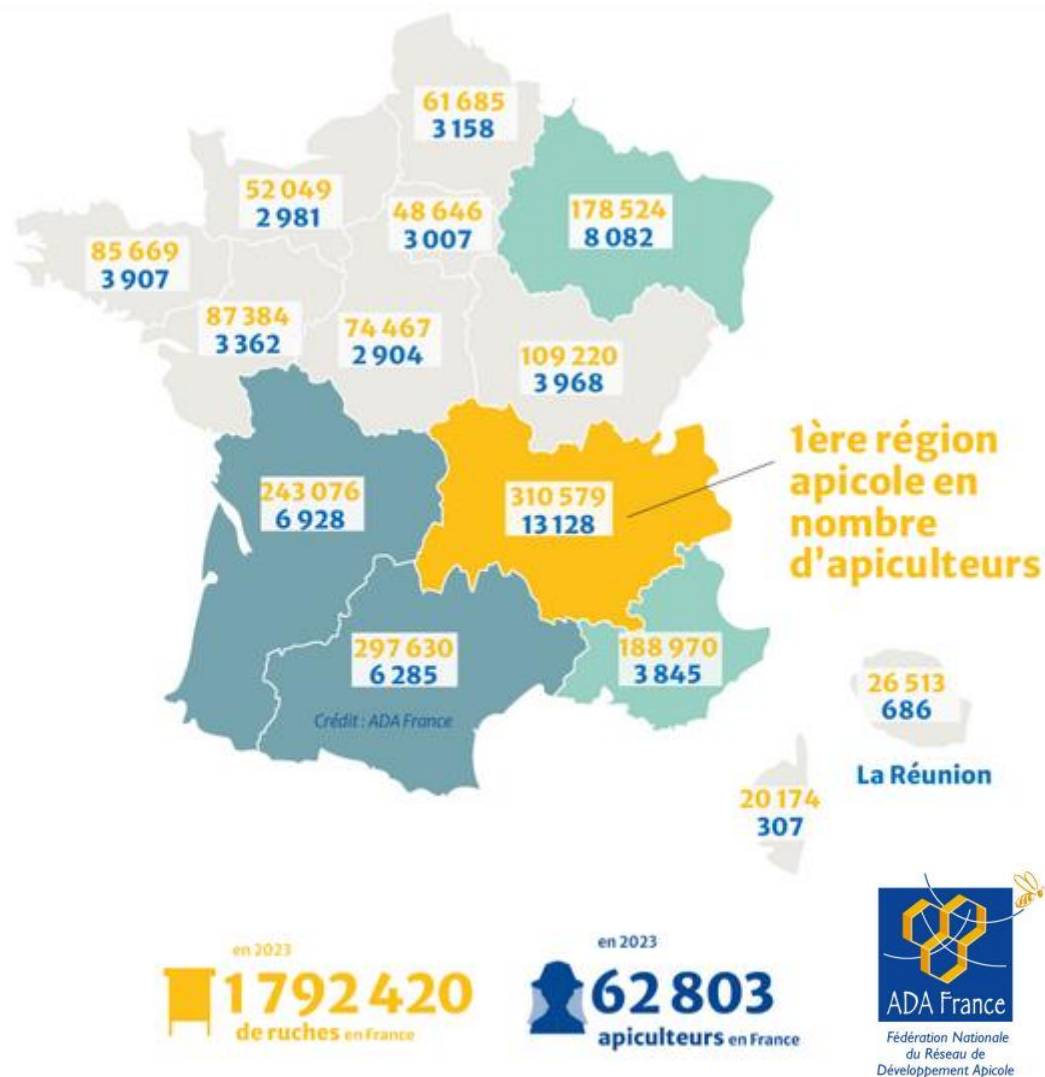 61 685
3 158
52 049
2 981
48 646
3 007
178 524
8 082
85 669
3 907
87 384
3 362
74 467
2 904
109 220
3 968
1ère région
apicole en
nombre
d'apiculteurs
243 076
6 928
310 579
13 128
297 630
6 285
188 970
3 845
Crédit : ADA France
26 513
686
La Réunion
20 174
307
en 2023
1 792 420
de ruches en France
en 2023
62 803
apiculteurs en France
ADA France
Fédération Nationale
du Réseau de
Développement Apicole